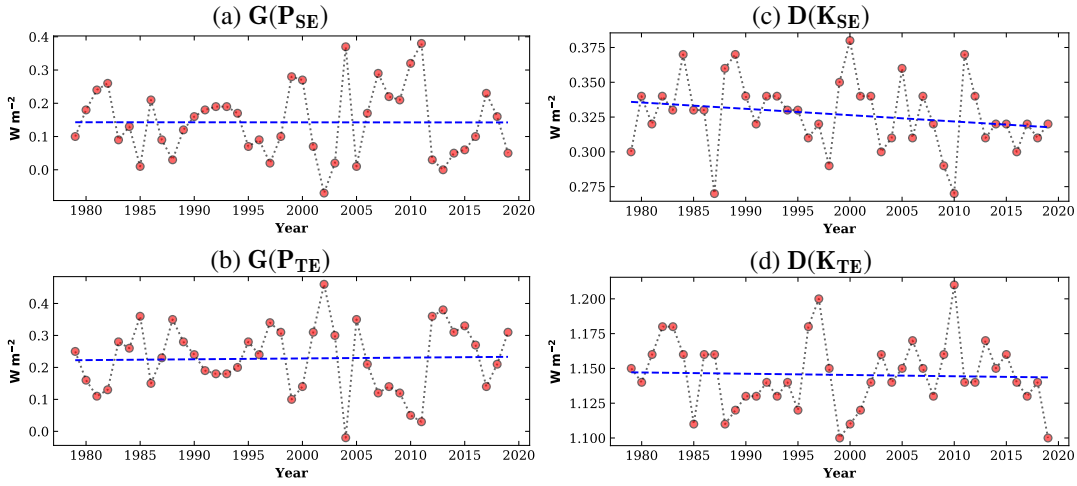 (a) G(P_SE)
W m⁻²
0.4
0.3
0.2
0.1
0.0
1980 1985 1990 1995 2000 2005 2010 2015 2020
Year
(b) G(P_TE)
W m⁻²
0.4
0.3
0.2
0.1
0.0
1980 1985 1990 1995 2000 2005 2010 2015 2020
Year
(c) D(K_SE)
W m⁻²
0.375
0.350
0.325
0.300
0.275
1980 1985 1990 1995 2000 2005 2010 2015 2020
Year
(d) D(K_TE)
W m⁻²
1.200
1.175
1.150
1.125
1.100
1980 1985 1990 1995 2000 2005 2010 2015 2020
Year